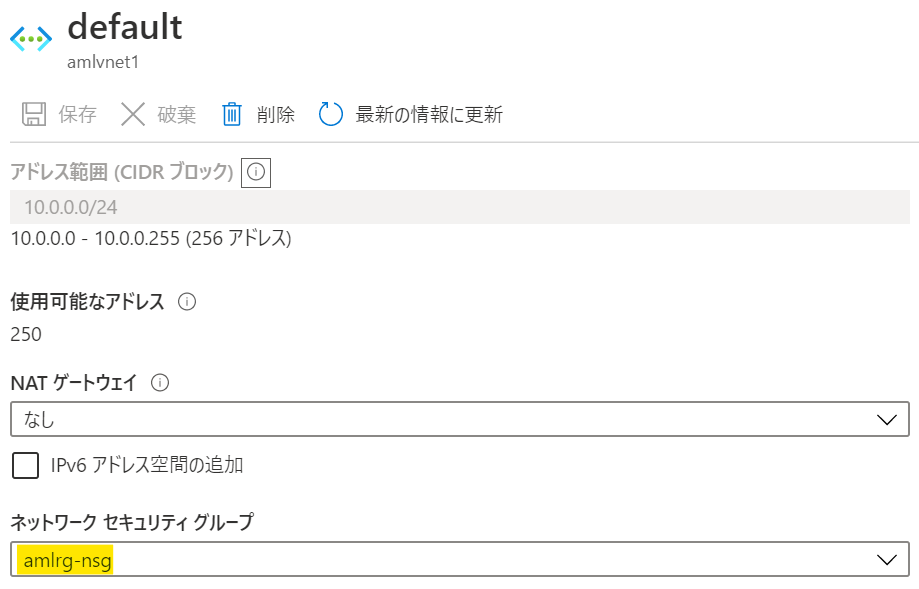 default
amlvnet1
保存 破棄 削除 最新の情報に更新
アドレス範囲 (CIDR ブロック)
10.0.0.0/24
10.0.0.0 - 10.0.0.255 (256 アドレス)
使用可能なアドレス
250
NAT ゲートウェイ
なし
IPv6 アドレス空間の追加
ネットワーク セキュリティ グループ
amlrg-nsg